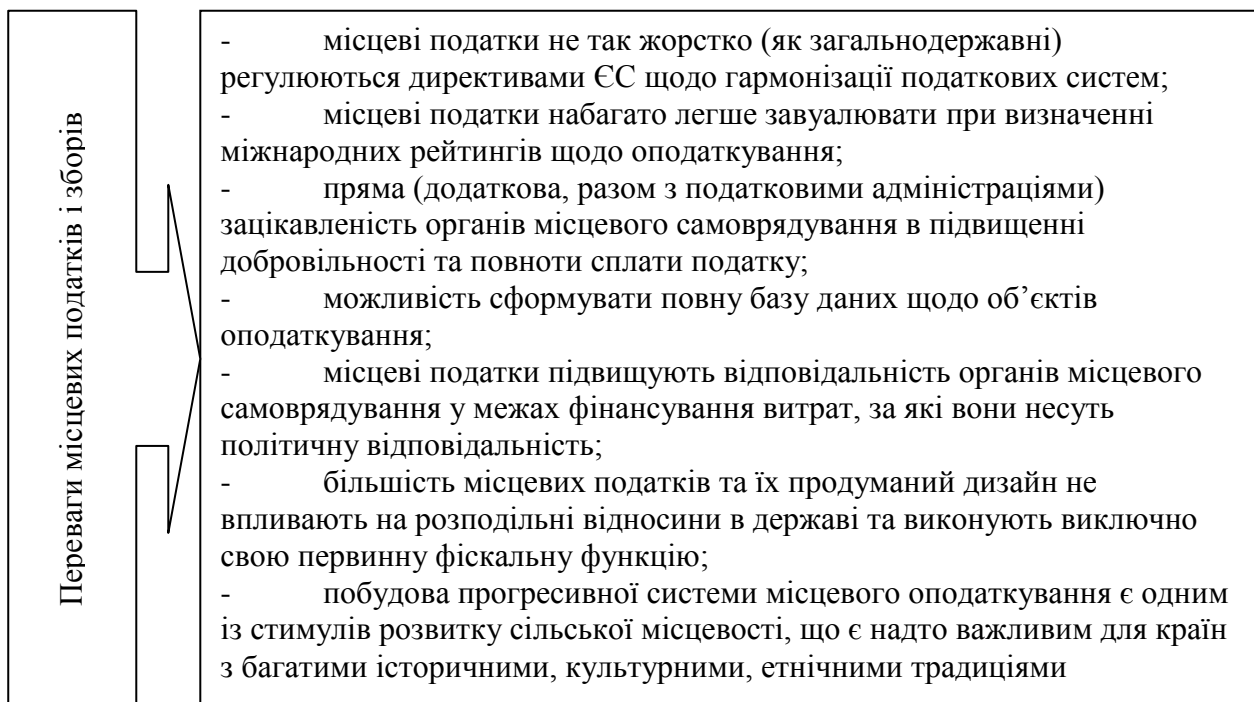 Переваги місцевих податків і зборів
- місцеві податки не так жорстко (як загальнодержавні)
регулюються директивами ЄС щодо гармонізації податкових систем;
- місцеві податки набагато легше завуалювати при визначенні
міжнародних рейтингів щодо оподаткування;
- пряма (додаткова, разом з податковими адміністраціями)
зацікавленість органів місцевого самоврядування в підвищенні
добровільності та повноти сплати податку;
- можливість сформувати повну базу даних щодо об’єктів
оподаткування;
- місцеві податки підвищують відповідальність органів місцевого
самоврядування у межах фінансування витрат, за які вони несуть
політичну відповідальність;
- більшість місцевих податків та їх продуманий дизайн не
впливають на розподільні відносини в державі та виконують виключно
свою первинну фіскальну функцію;
- побудова прогресивної системи місцевого оподаткування є одним
із стимулів розвитку сільської місцевості, що є надто важливим для країн
з багатими історичними, культурними, етнічними традиціями